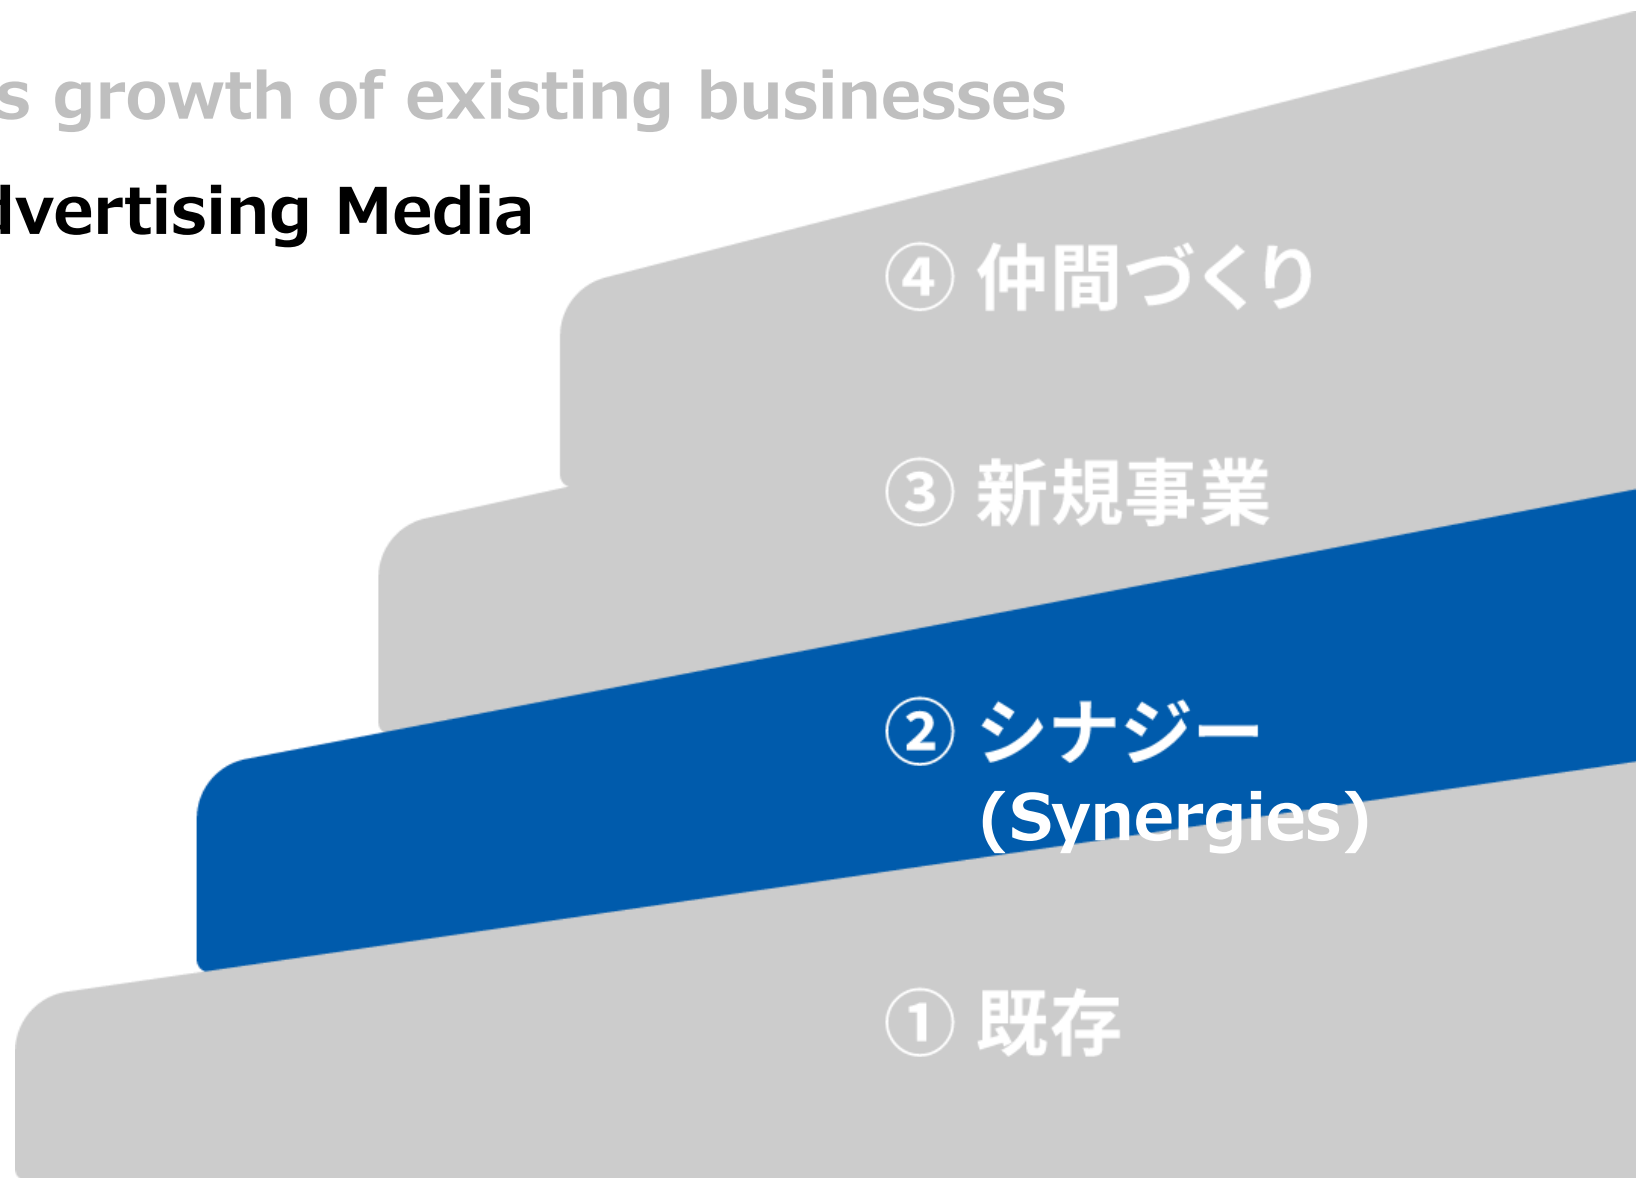 s growth of existing businesses
dvertising Media
④ 仲間づくり
③ 新規事業
② シナジー
(Synergies)
① 既存